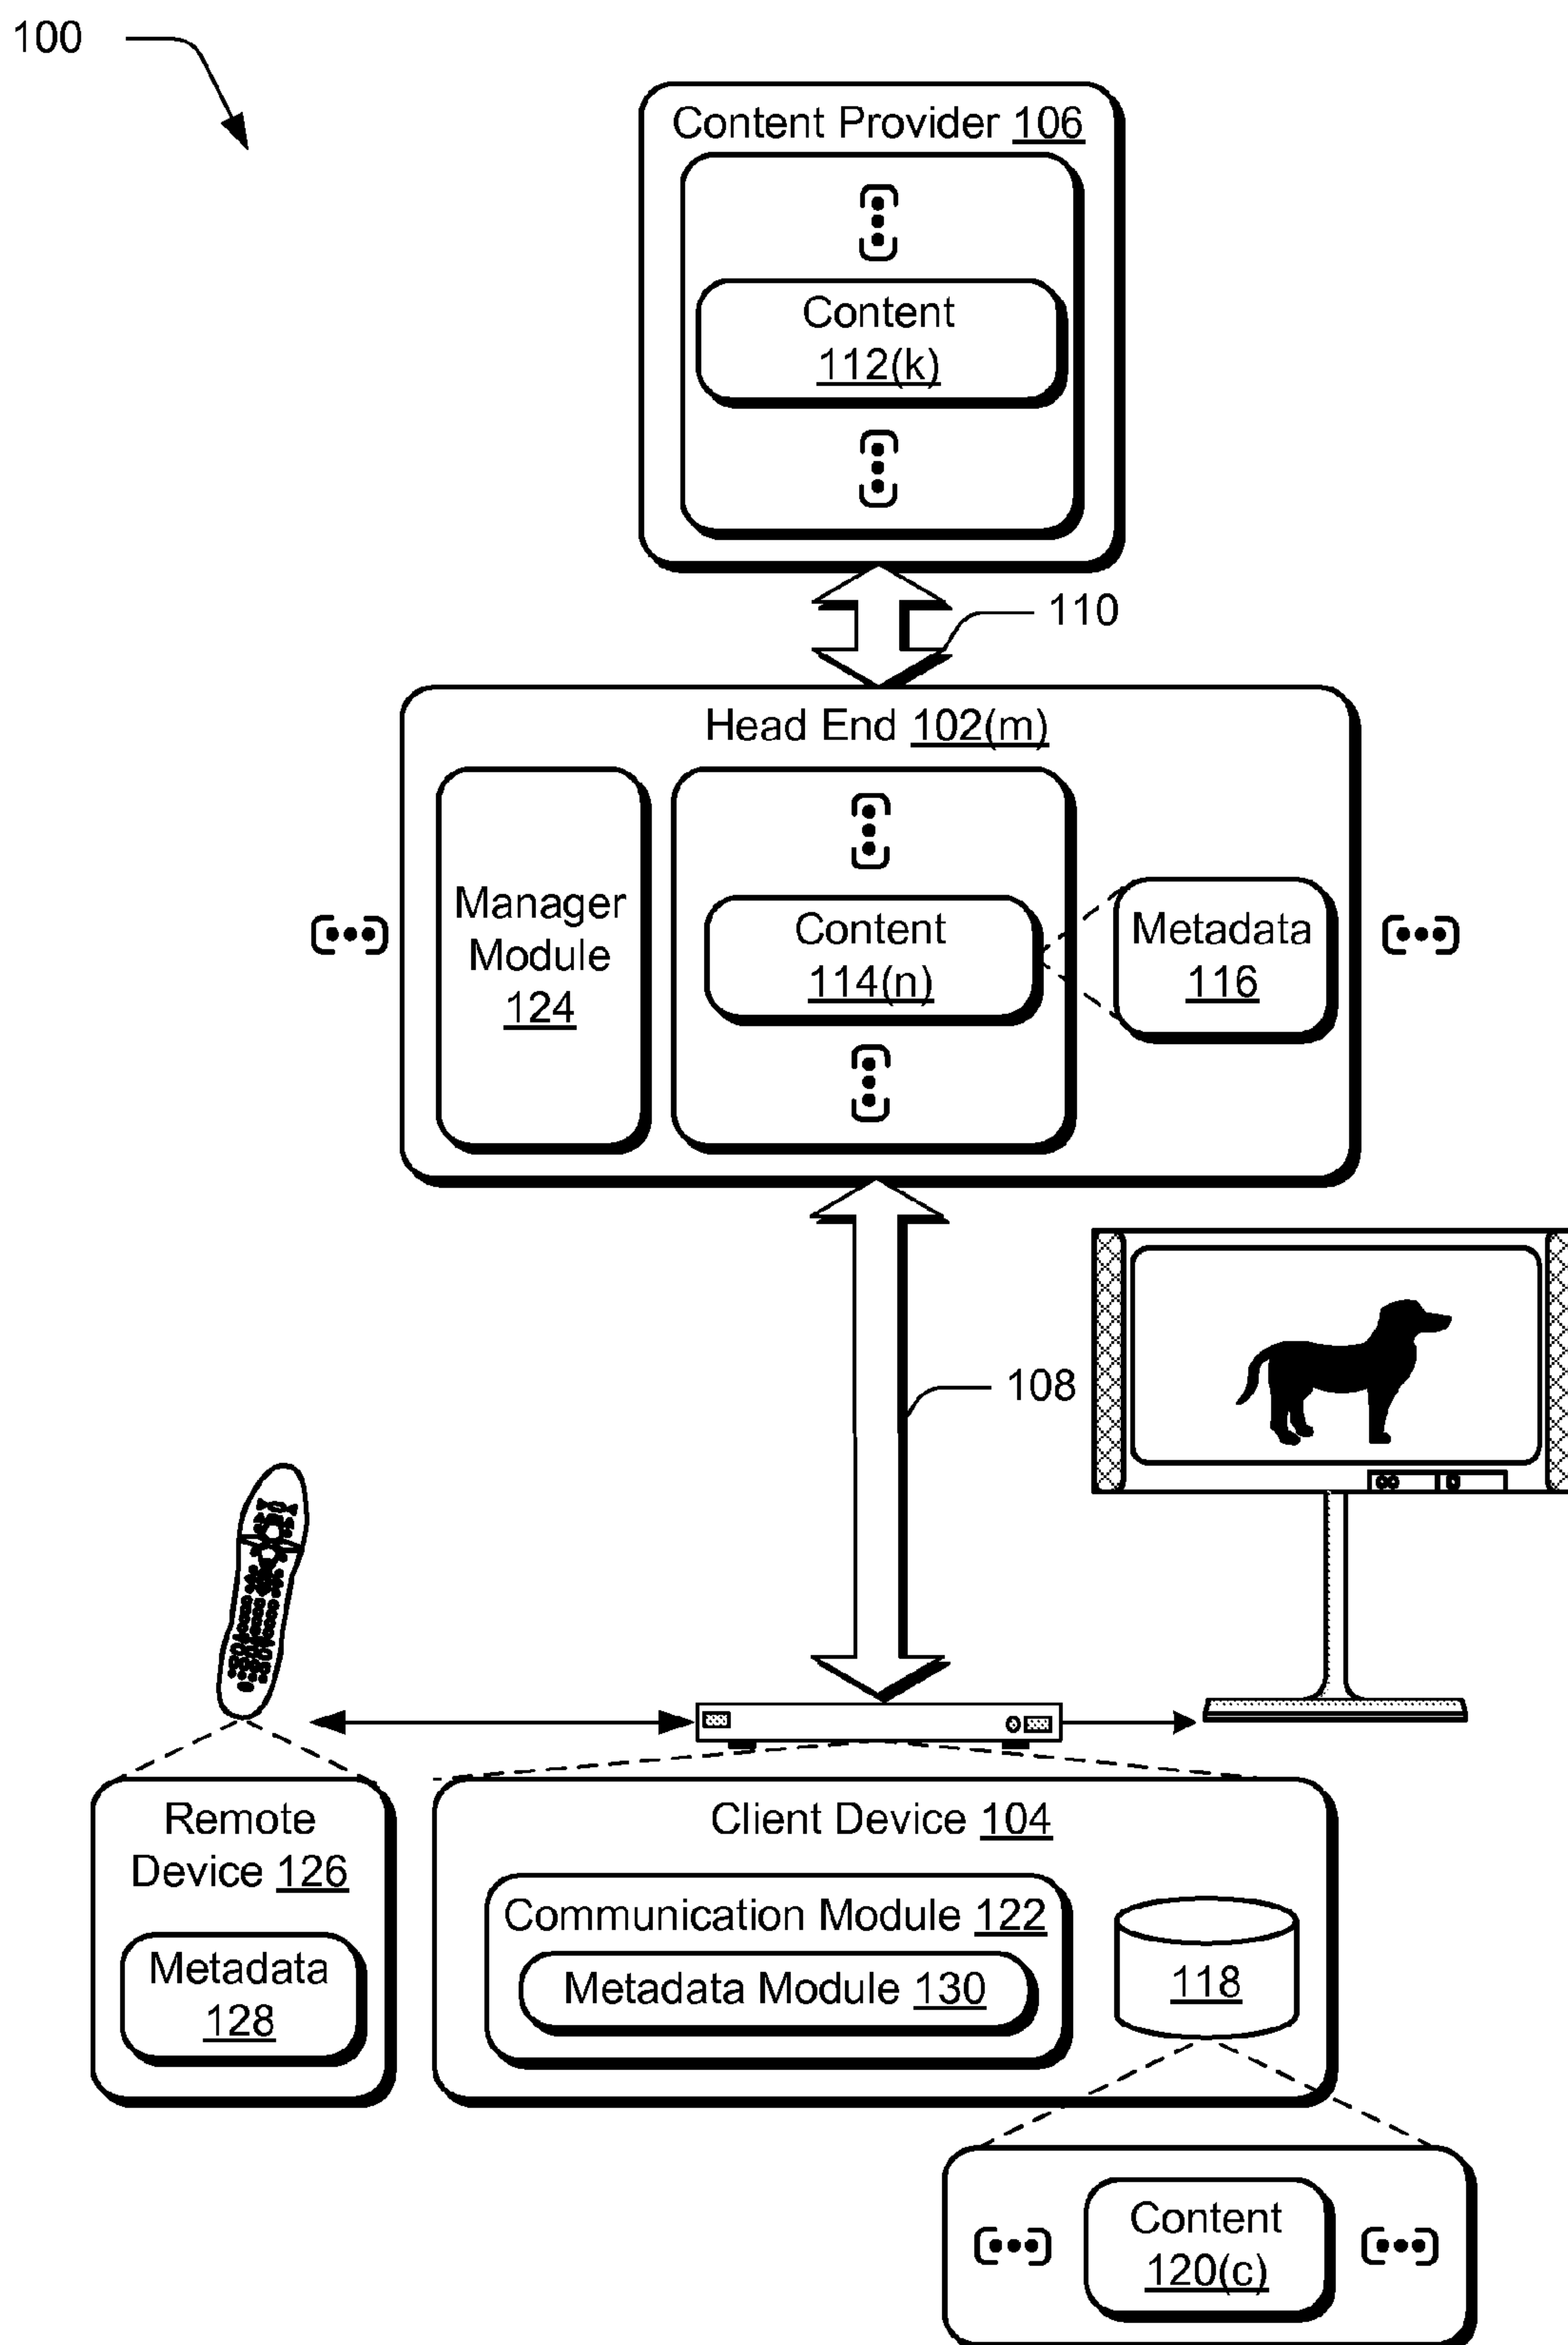 100
Content Provider 106
Content
112(k)
110
Head End 102(m)
Manager
Module
124
Content
114(n)
Metadata
116
108
Remote
Device 126
Metadata
128
Client Device 104
Communication Module 122
Metadata Module 130
118
Content
120(c)